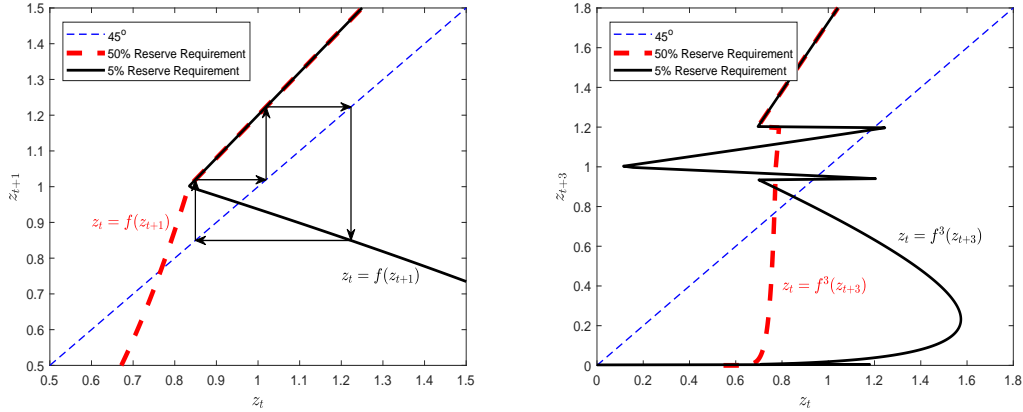 1.5
1.4
1.3
1.2
1.1
1
0.9
0.8
0.7
0.6
0.5
z_{t+1}
45°
50% Reserve Requirement
5% Reserve Requirement
z_t = f(z_{t+1})
z_t = f(z_{t+1})
0.5 0.6 0.7 0.8 0.9 1 1.1 1.2 1.3 1.4 1.5
z_t
1.8
1.6
1.4
1.2
1
0.8
0.6
0.4
0.2
0
z_{t+3}
45°
50% Reserve Requirement
5% Reserve Requirement
z_t = f³(z_{t+3})
z_t = f³(z_{t+3})
0 0.2 0.4 0.6 0.8 1 1.2 1.4 1.6 1.8
z_t